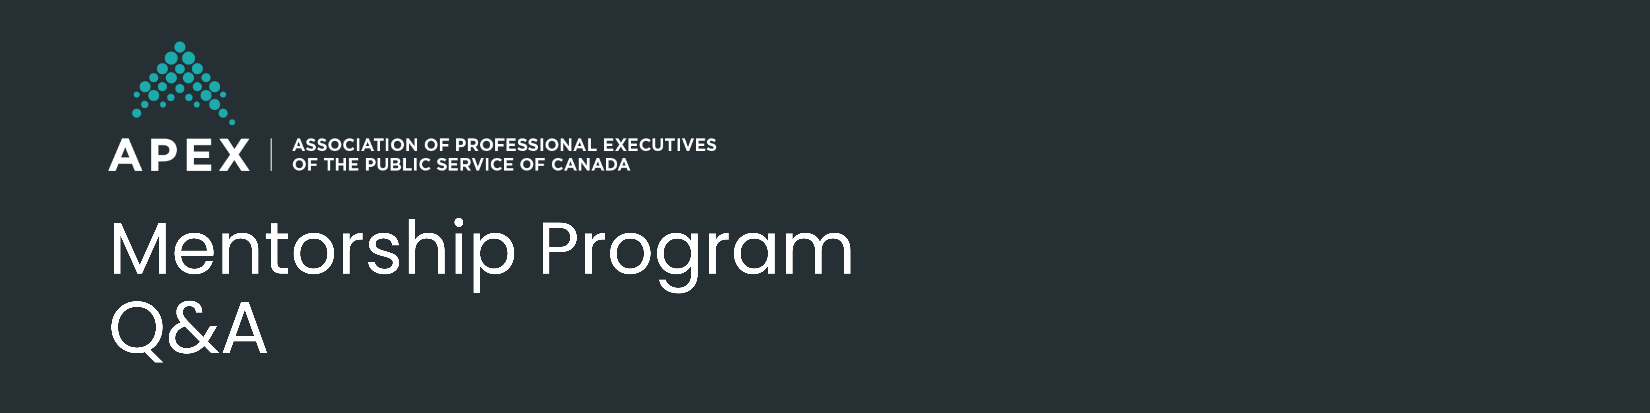 APEX
ASSOCIATION OF PROFESSIONAL EXECUTIVES
OF THE PUBLIC SERVICE OF CANADA
Mentorship Program
Q&A